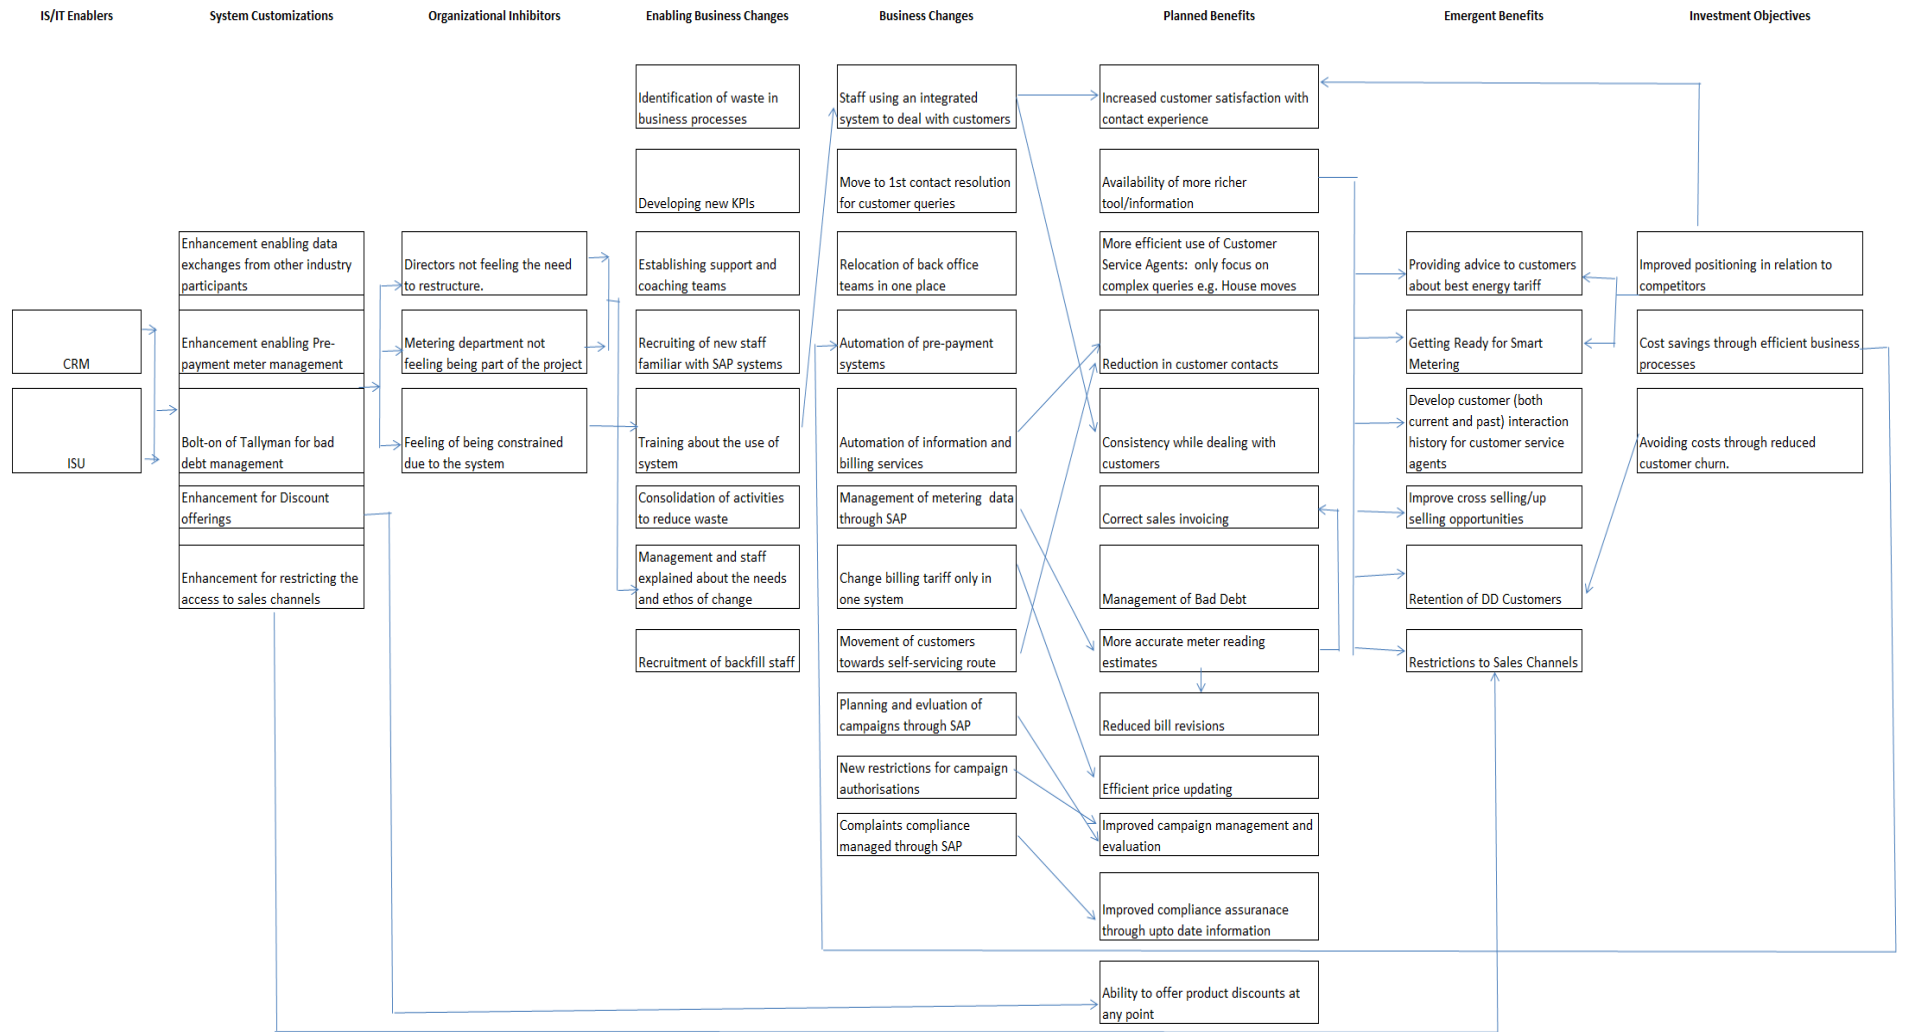 IS/IT Enablers
System Customizations
Organizational Inhibitors
Enabling Business Changes
Business Changes
Planned Benefits
Emergent Benefits
Investment Objectives
CRM
ISU
Enhancement enabling data
exchanges from other industry
participants
Enhancement enabling Pre-
payment meter management
Bolt-on of Tallyman for bad
debt management
Enhancement for Discount
offerings
Enhancement for restricting the
access to sales channels
Directors not feeling the need
to restructure.
Metering department not
feeling being part of the project
Feeling of being constrained
due to the system
Identification of waste in
business processes
Developing new KPIs
Establishing support and
coaching teams
Recruiting of new staff
familiar with SAP systems
Training about the use of
system
Consolidation of activities
to reduce waste
Management and staff
explained about the needs
and ethos of change
Recruitment of backfill staff
Staff using an integrated
system to deal with customers
Move to 1st contact resolution
for customer queries
Relocation of back office
teams in one place
Automation of pre-payment
systems
Automation of information and
billing services
Management of metering data
through SAP
Change billing tariff only in
one system
Movement of customers
towards self-servicing route
Planning and evluation of
campaigns through SAP
New restrictions for campaign
authorisations
Complaints compliance
managed through SAP
Increased customer satisfaction with
contact experience
Availability of more richer
tool/information
More efficient use of Customer
Service Agents: only focus on
complex queries e.g. House moves
Reduction in customer contacts
Consistency while dealing with
customers
Correct sales invoicing
Management of Bad Debt
More accurate meter reading
estimates
Reduced bill revisions
Efficient price updating
Improved campaign management and
evaluation
Improved compliance assuranace
through upto date information
Ability to offer product discounts at
any point
Providing advice to customers
about best energy tariff
Getting Ready for Smart
Metering
Develop customer (both
current and past) interaction
history for customer service
agents
Improve cross selling/up
selling opportunities
Retention of DD Customers
Restrictions to Sales Channels
Improved positioning in relation to
competitors
Cost savings through efficient business
processes
Avoiding costs through reduced
customer churn.